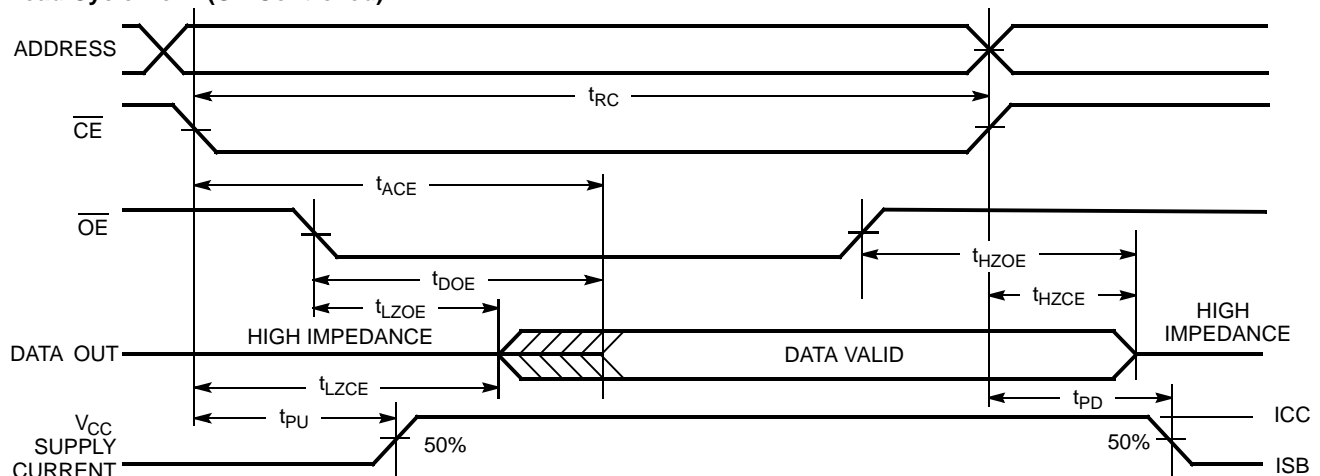 ADDRESS
tRC
CE
tACE
OE
tHZOE
tDOE
tHZCE
tLZOE
HIGH IMPEDANCE
HIGH IMPEDANCE
DATA OUT
DATA VALID
tLZCE
tPD
tPU
VCC SUPPLY CURRENT
50%
50%
ICC
ISB